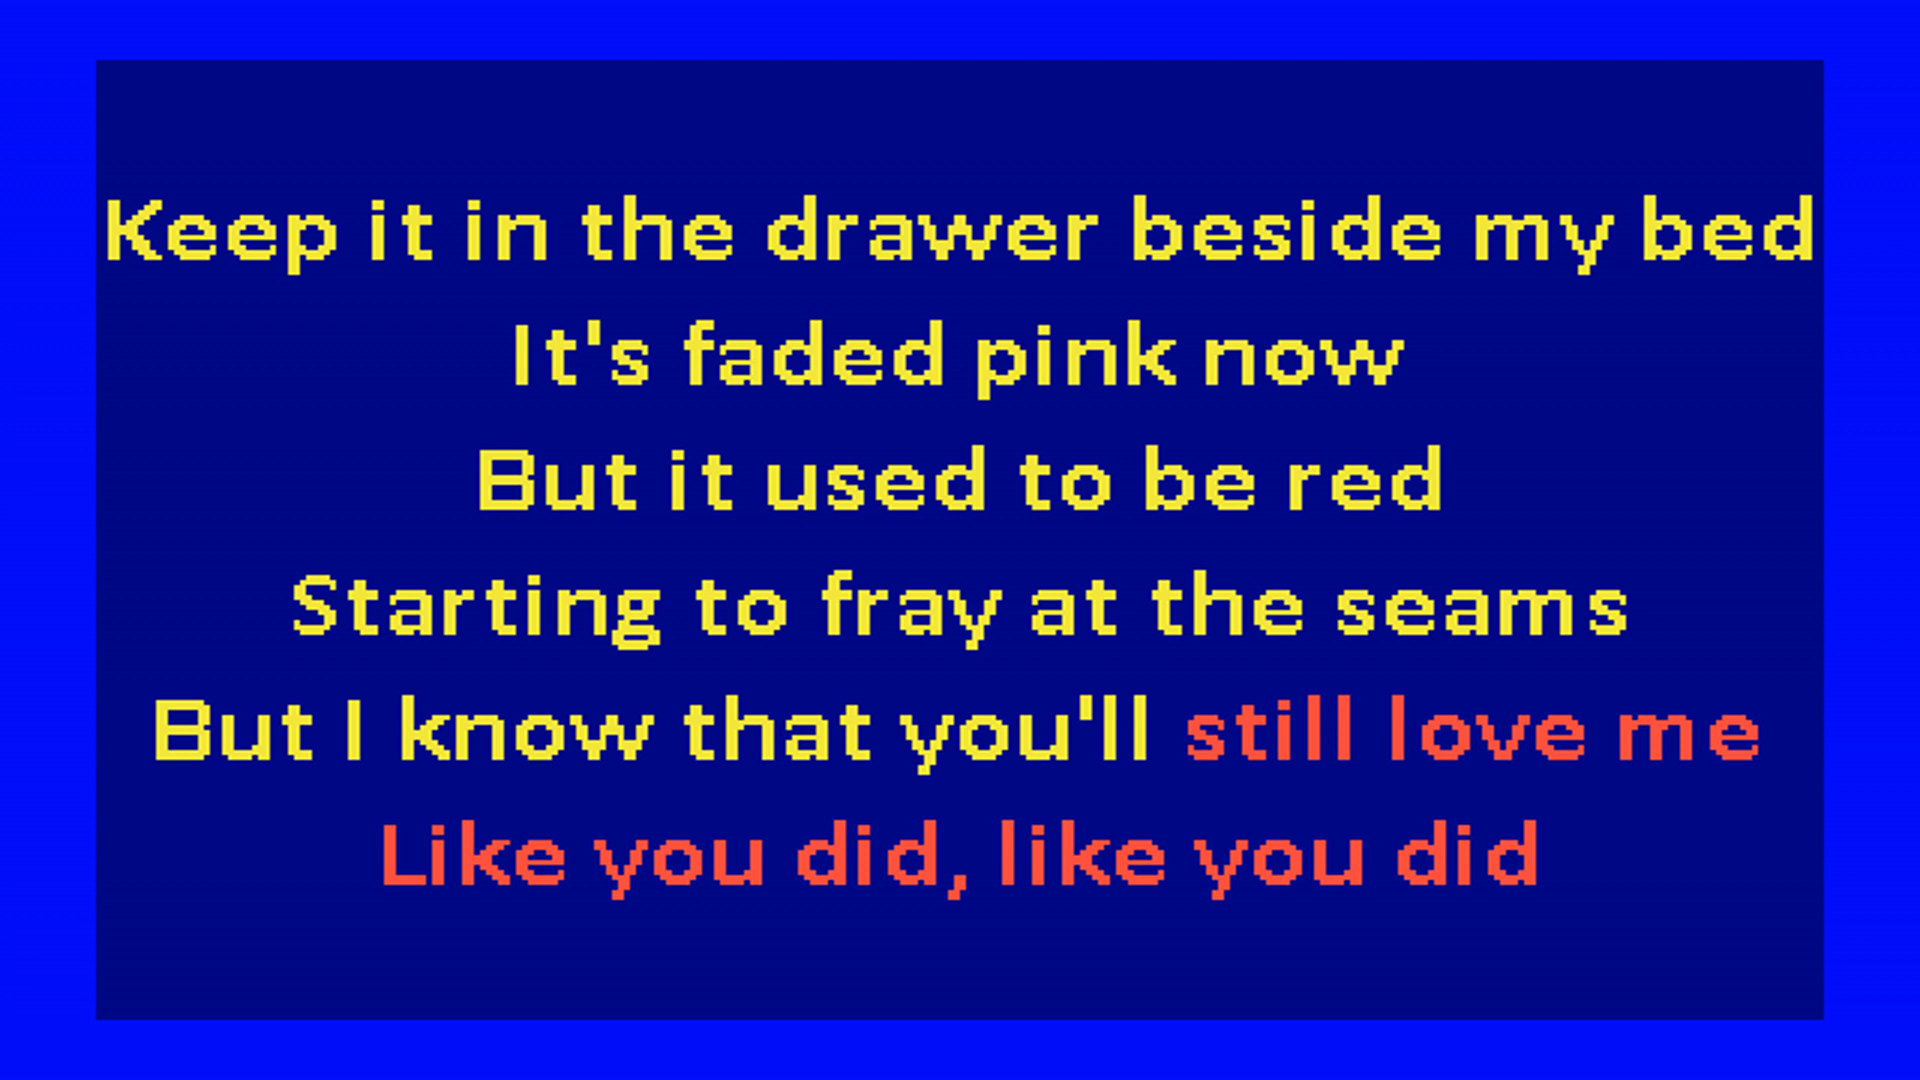 Keep it in the drawer beside my bed
It's faded pink now
But it used to be red
Starting to fray at the seams
But I know that you'll still love me
Like you did, like you did